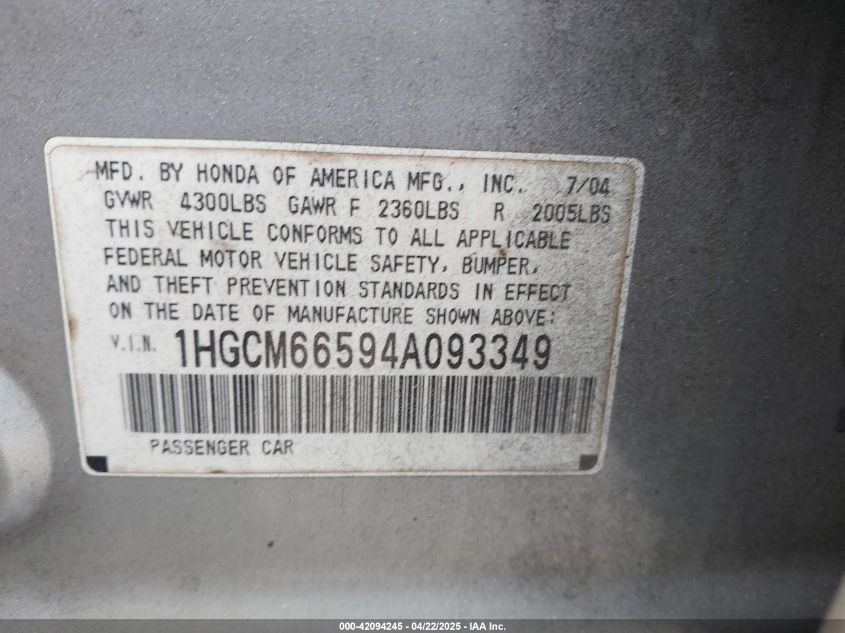 MFD. BY HONDA OF AMERICA MFG., INC. 7/04
GVWR 4300LBS GAWR F 2360LBS R 2005LBS
THIS VEHICLE CONFORMS TO ALL APPLICABLE
FEDERAL MOTOR VEHICLE SAFETY, BUMPER,
AND THEFT PREVENTION STANDARDS IN EFFECT
ON THE DATE OF MANUFACTURE SHOWN ABOVE:
V.I.N. 1HGCM66594A093349
PASSENGER CAR
000-42094245 - 04/22/2025 - IAA Inc.